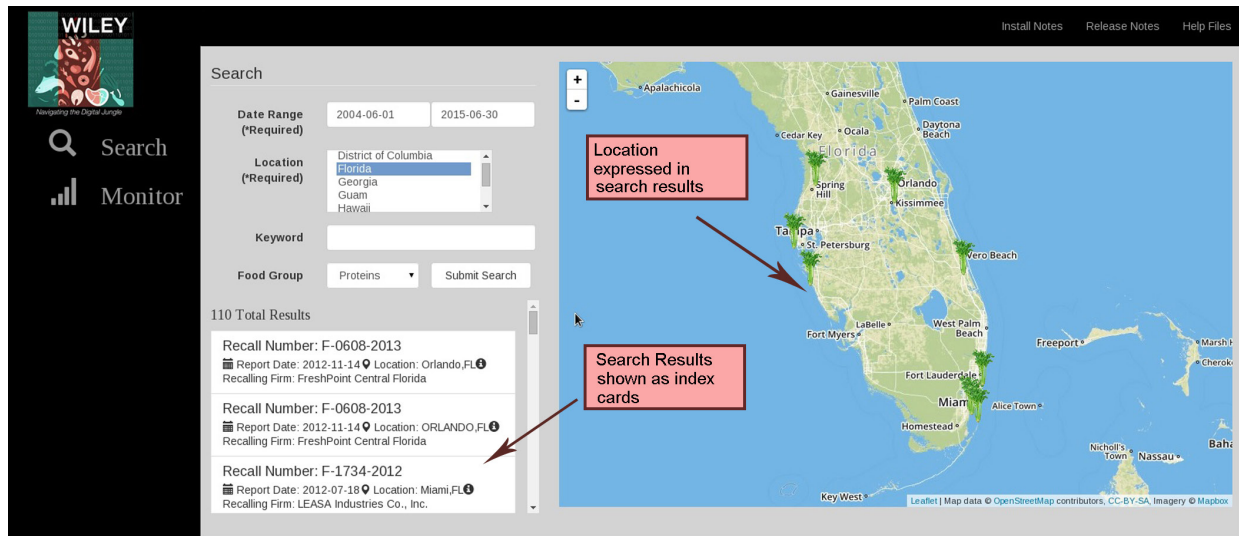 WILEY
Navigating the Digital Jungle
Search
Monitor
Install Notes Release Notes Help Files
Search
Date Range
(*Required)
2004-06-01 2015-06-30
Location
(*Required)
District of Columbia
Florida
Georgia
Guam
Hawaii
Keyword
Food Group
Proteins
Submit Search
110 Total Results
Recall Number: F-0608-2013
Report Date: 2012-11-14 Location: Orlando,FL
Recalling Firm: FreshPoint Central Florida
Recall Number: F-0608-2013
Report Date: 2012-11-14 Location: ORLANDO,FL
Recalling Firm: FreshPoint Central Florida
Recall Number: F-1734-2012
Report Date: 2012-07-18 Location: Miami,FL
Recalling Firm: LEASA Industries Co., Inc.
+
-
Location
expressed in
search results
Search Results
shown as index
cards
Apalachicola
Gainesville
Palm Coast
Cedar Key
Ocala
Daytona
Beach
Florida
Spring
Hill
Orlando
Kissimmee
Tampa
St. Petersburg
Vero Beach
LaBelle
Fort Myers
West Palm
Beach
Freeport
Marsh H
Cherok
Fort Lauderdale
Miam
Alice Town
Homestead
Nicholl's
Town
Nassau
Baha
Key West
Leaflet | Map data © OpenStreetMap contributors, CC-BY-SA, Imagery © Mapbox